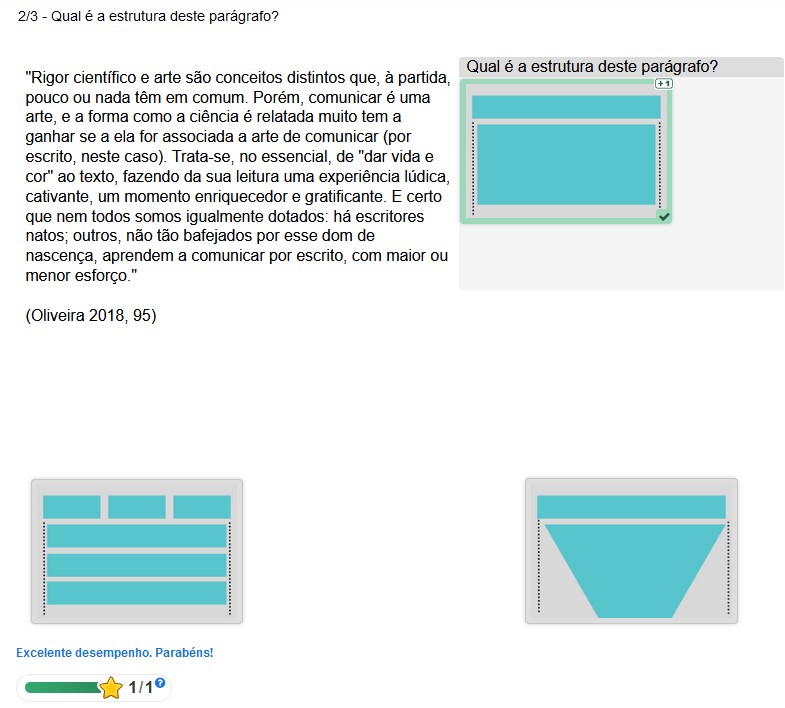 2/3 - Qual é a estrutura deste parágrafo?
"Rigor científico e arte são conceitos distintos que, à partida,
pouco ou nada têm em comum. Porém, comunicar é uma
arte, e a forma como a ciência é relatada muito tem a
ganhar se a ela for associada a arte de comunicar (por
escrito, neste caso). Trata-se, no essencial, de "dar vida e
cor" ao texto, fazendo da sua leitura uma experiência lúdica,
cativante, um momento enriquecedor e gratificante. E certo
que nem todos somos igualmente dotados: há escritores
natos; outros, não tão bafejados por esse dom de
nascença, aprendem a comunicar por escrito, com maior ou
menor esforço."
(Oliveira 2018, 95)
Qual é a estrutura deste parágrafo?
+1
Excelente desempenho. Parabéns!
1/1
?